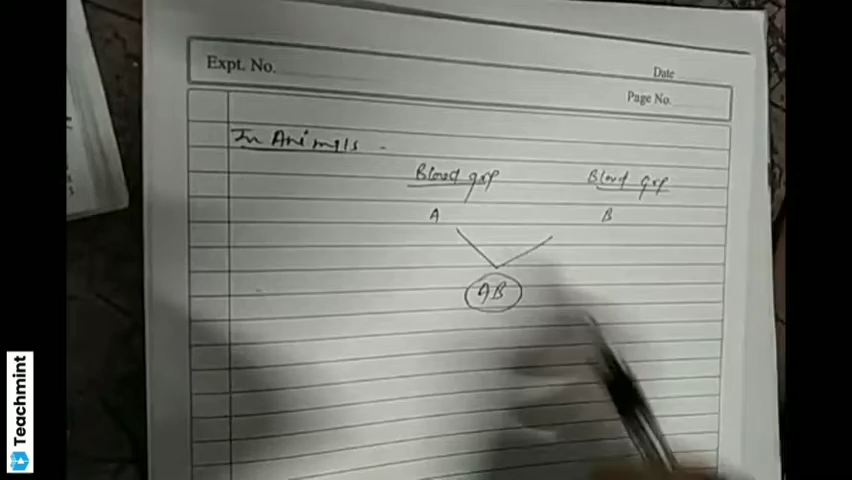 Expt. No.
Date
Page No.
In Animals -
Blood grp Blood grp
A B
AB
Teachmint